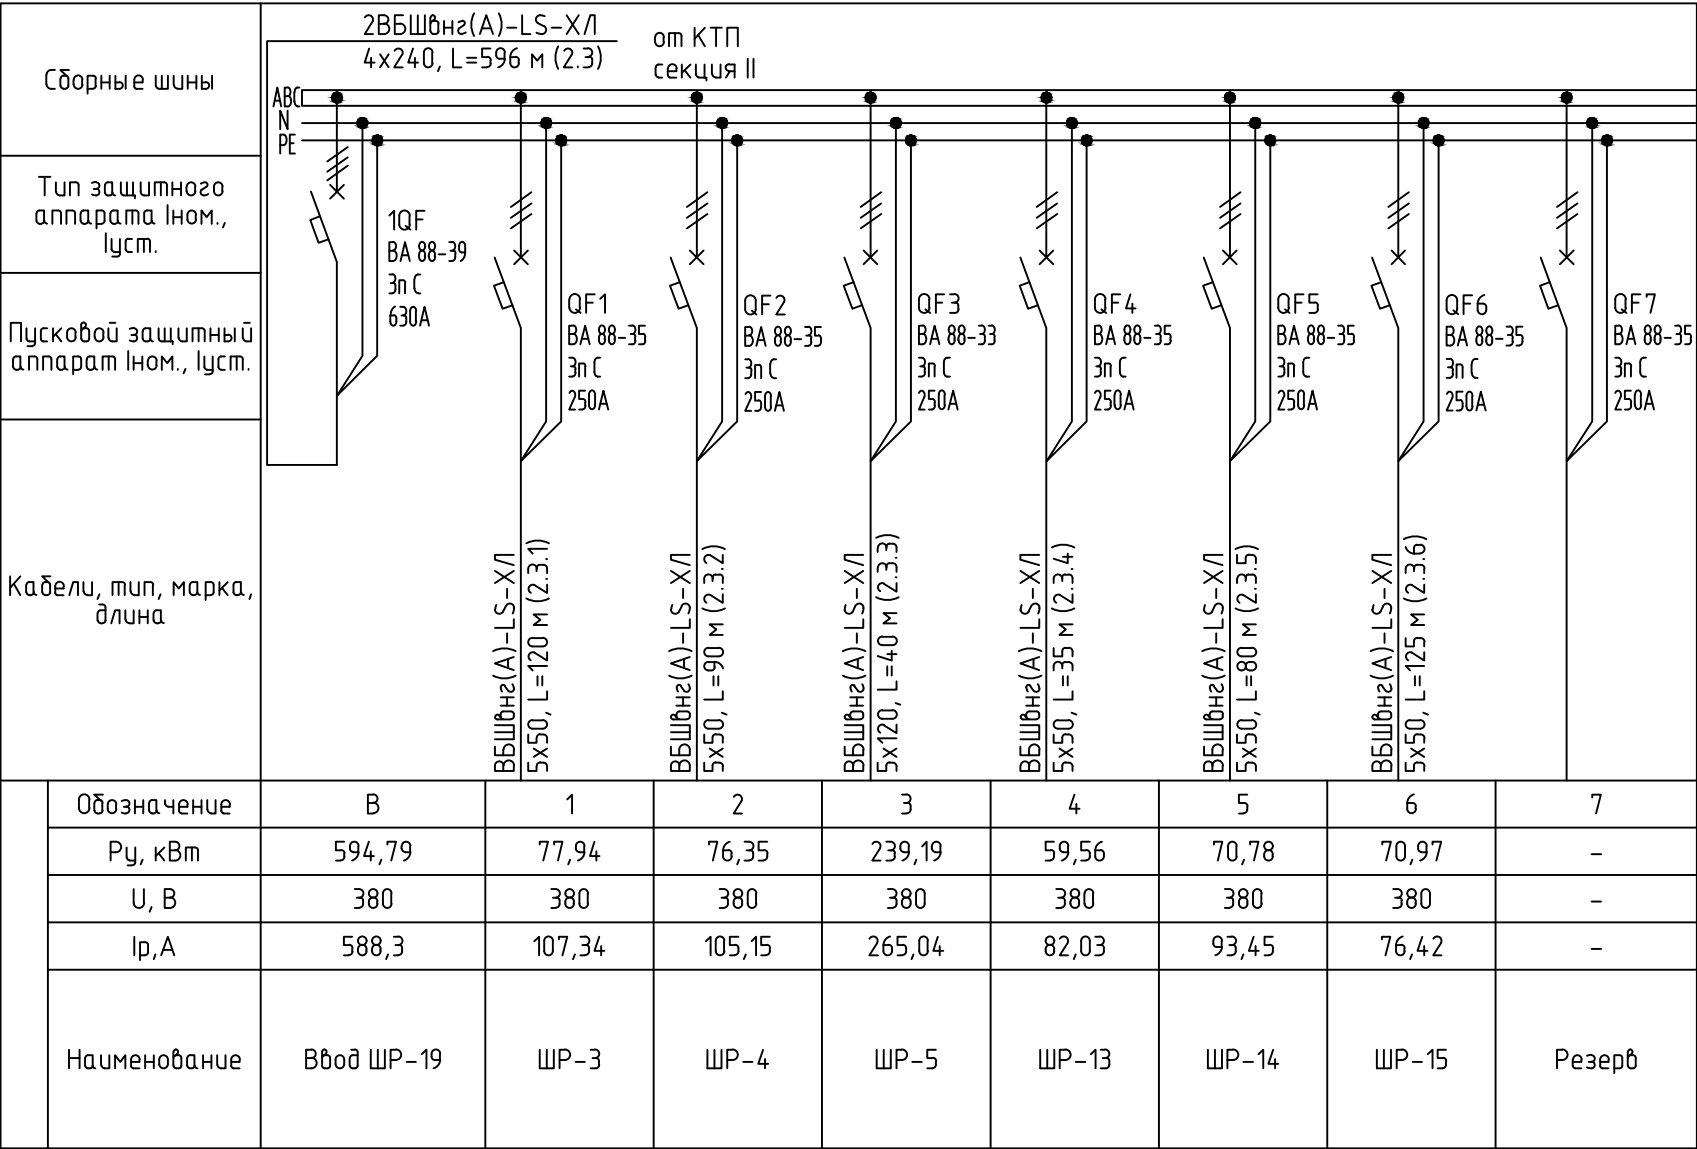 Сборные шины
2ВБШвнг(А)-LS-ХЛ
4х240, L=596 м (2.3)
от КТП
секция II
ABC
N
PE
Тип защитного
аппарата Iном.,
Iуст.
Пусковой защитный
аппарат Iном., Iуст.
1QF
ВА 88-39
3п С
630А
QF1
ВА 88-35
3п С
250А
QF2
ВА 88-35
3п С
250А
QF3
ВА 88-33
3п С
250А
QF4
ВА 88-35
3п С
250А
QF5
ВА 88-35
3п С
250А
QF6
ВА 88-35
3п С
250А
QF7
ВА 88-35
3п С
250А
Кабели, тип, марка,
длина
ВБШвнг(А)-LS-ХЛ
5х50, L=120 м (2.3.1)
ВБШвнг(А)-LS-ХЛ
5х50, L=90 м (2.3.2)
ВБШвнг(А)-LS-ХЛ
5х120, L=40 м (2.3.3)
ВБШвнг(А)-LS-ХЛ
5х50, L=35 м (2.3.4)
ВБШвнг(А)-LS-ХЛ
5х50, L=80 м (2.3.5)
ВБШвнг(А)-LS-ХЛ
5х50, L=125 м (2.3.6)
Обозначение В 1 2 3 4 5 6 7
Ру, кВт 594,79 77,94 76,35 239,19 59,56 70,78 70,97 -
U, В 380 380 380 380 380 380 380 -
Iр,А 588,3 107,34 105,15 265,04 82,03 93,45 76,42 -
Наименование Ввод ШР-19 ШР-3 ШР-4 ШР-5 ШР-13 ШР-14 ШР-15 Резерв